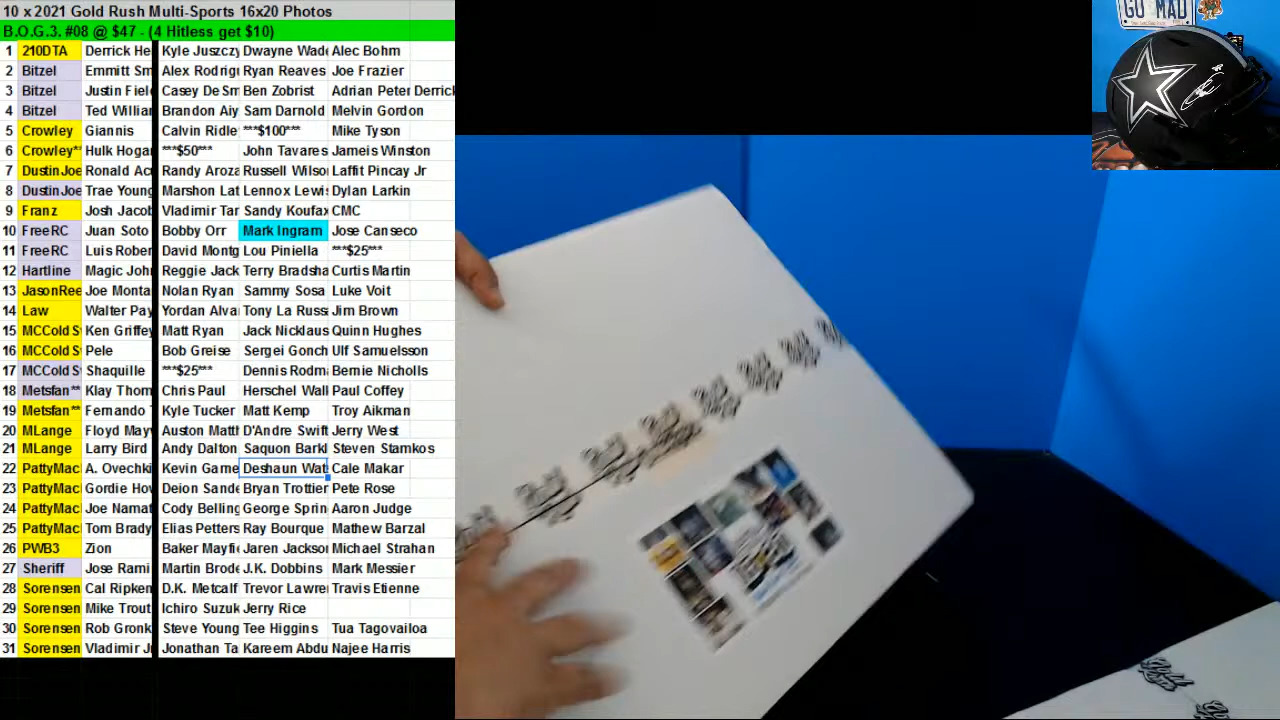 10 x 2021 Gold Rush Multi-Sports 16x20 Photos
B.O.G.3. #08 @ $47 - (4 Hitless get $10)
1 210DTA Derrick He Kyle Juszczy Dwayne Wade Alec Bohm
2 Bitzel Emmitt Sm Alex Rodrigu Ryan Reaves Joe Frazier
3 Bitzel Justin Fiel Casey De Sm Ben Zobrist Adrian Peter Derrick
4 Bitzel Ted Willia Brandon Aiy Sam Darnold Melvin Gordon
5 Crowley Giannis Calvin Ridle ***$100*** Mike Tyson
6 Crowley** Hulk Hoga ***$50*** John Tavares Jameis Winston
7 DustinJoe Ronald Ac Randy Aroza Russell Wilso Laffit Pincay Jr
8 DustinJoe Trae Young Marshon Lat Lennox Lewis Dylan Larkin
9 Franz Josh Jacob Vladimir Tar Sandy Koufax CMC
10 FreeRC Juan Soto Bobby Orr Mark Ingram Jose Canseco
11 FreeRC Luis Rober David Montg Lou Piniella ***$25***
12 Hartline Magic John Reggie Jack Terry Bradsha Curtis Martin
13 JasonRee Joe Monta Nolan Ryan Sammy Sosa Luke Voit
14 Law Walter Pay Yordan Alva Tony La Russ Jim Brown
15 MCCold S Ken Griffey Matt Ryan Jack Nicklaus Quinn Hughes
16 MCCold S Pele Bob Greise Sergei Gonch Ulf Samuelsson
17 MCCold S Shaquille ***$25*** Dennis Rodm Bernie Nicholls
18 Metsfan** Klay Thom Chris Paul Herschel Wall Paul Coffey
19 Metsfan** Fernando Kyle Tucker Matt Kemp Troy Aikman
20 MLange Floyd Mayw Auston Matth D'Andre Swift Jerry West
21 MLange Larry Bird Andy Dalton Saquon Barkl Steven Stamkos
22 PattyMac A. Ovechki Kevin Garne Deshaun Wat Cale Makar
23 PattyMac Gordie How Deion Sande Bryan Trottier Pete Rose
24 PattyMac Joe Namat Cody Belling George Sprin Aaron Judge
25 PattyMac Tom Brady Elias Petters Ray Bourque Mathew Barzal
26 PWB3 Zion Baker Mayfi Jaren Jackson Michael Strahan
27 Sheriff Jose Rami Martin Brode J.K. Dobbins Mark Messier
28 Sorensen Cal Ripken D.K. Metcalf Trevor Lawre Travis Etienne
29 Sorensen Mike Trout Ichiro Suzuk Jerry Rice
30 Sorensen Rob Gronk Steve Young Tee Higgins Tua Tagovailoa
31 Sorensen Vladimir J Jonathan Ta Kareem Abdu Najee Harris
GO MAD
Gold Rush